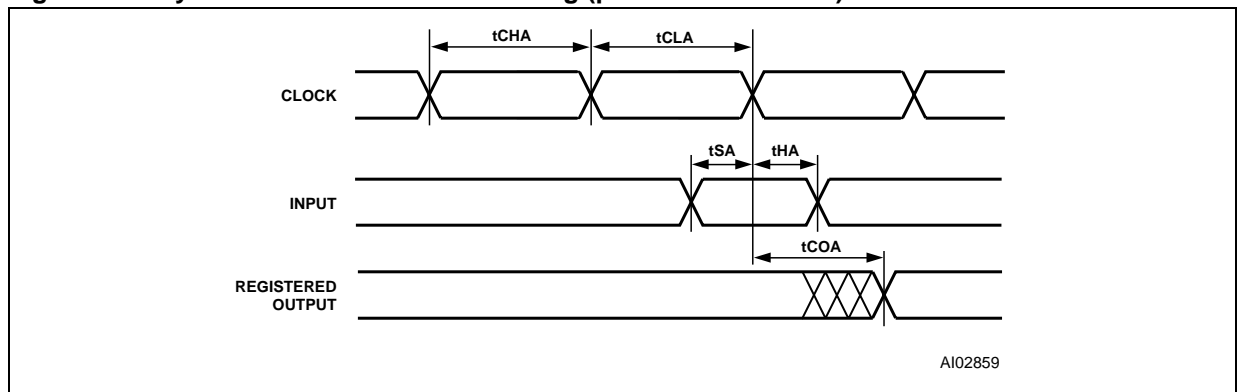 tCHA tCLA
CLOCK
tSA tHA
INPUT
tCOA
REGISTERED
OUTPUT
AI02859